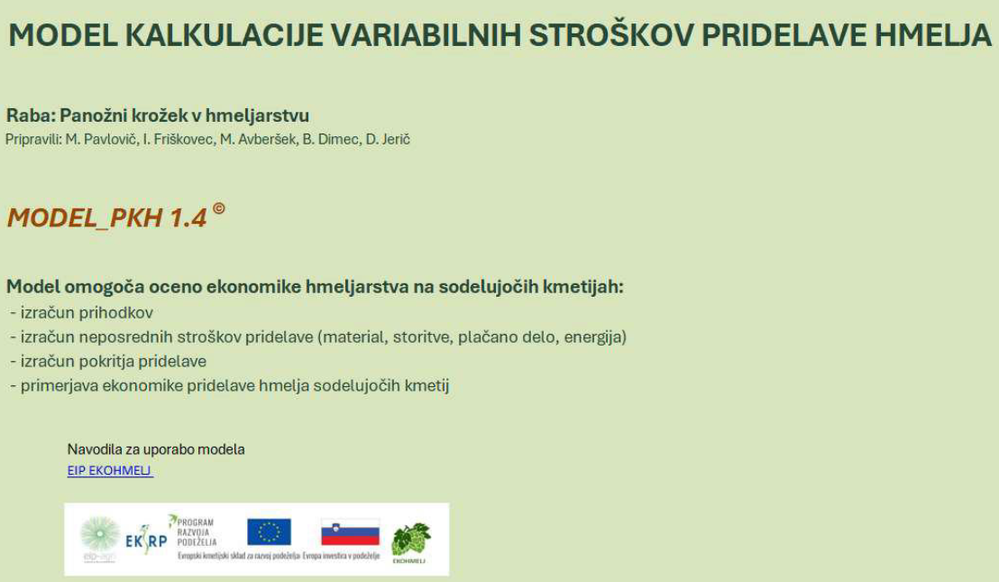 MODEL KALKULACIJE VARIABILNIH STROŠKOV PRIDELAVE HMELJA
Raba: Panožni krožek v hmeljarstvu
Pripravili: M. Pavlovič, I. Friškovec, M. Avberšek, B. Dimec, D. Jerič
MODEL_PKH 1.4 ©
Model omogoča oceno ekonomike hmeljarstva na sodelujočih kmetijah:
- izračun prihodkov
- izračun neposrednih stroškov pridelave (material, storitve, plačano delo, energija)
- izračun pokritja pridelave
- primerjava ekonomike pridelave hmelja sodelujočih kmetij
Navodila za uporabo modela
EIP EKOHMELJ
eip-agri
EKSRP
PROGRAM
RAZVOJA
PODEŽELJA
Evropski kmetijski sklad za razvoj podeželja: Evropa investira v podeželje
EKOHMELJ